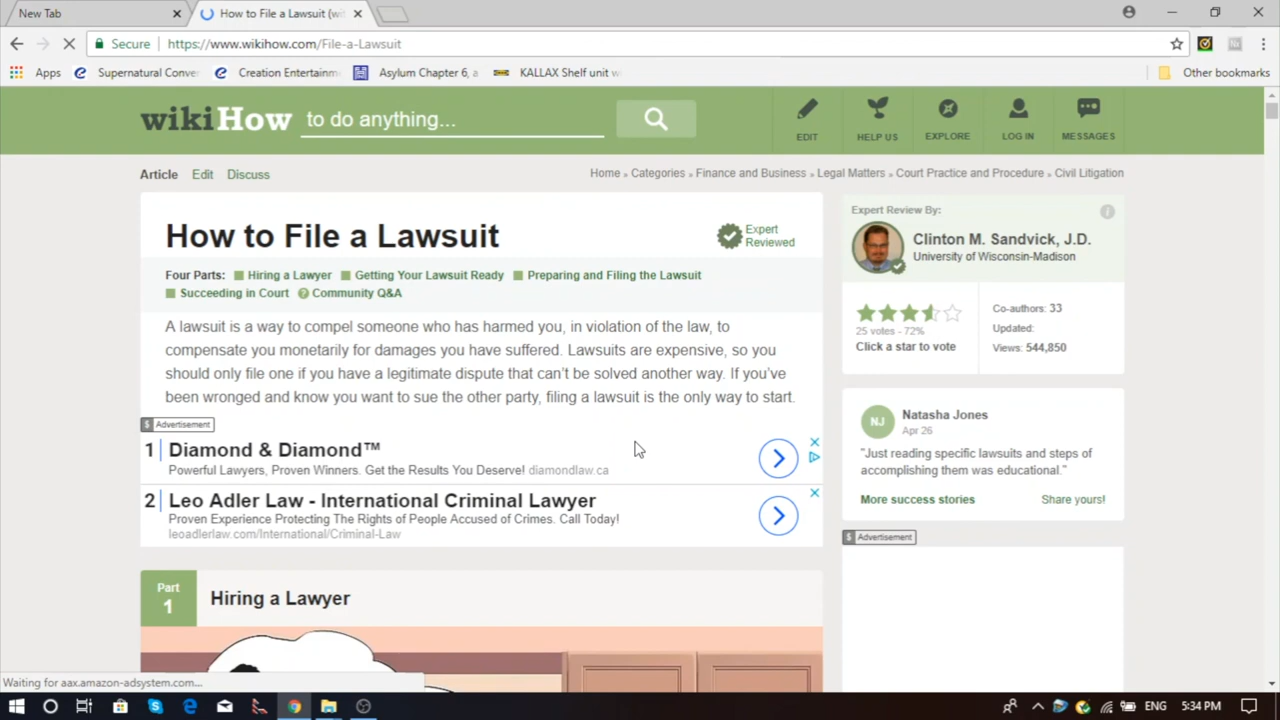 New Tab
How to File a Lawsuit (wi
Secure https://www.wikihow.com/File-a-Lawsuit
Apps Supernatural Conve Creation Entertainm Asylum Chapter 6, a KALLAX Shelf unit w Other bookmarks
wikiHow to do anything...
EDIT HELP US EXPLORE LOG IN MESSAGES
Article Edit Discuss
Home » Categories » Finance and Business » Legal Matters » Court Practice and Procedure » Civil Litigation
How to File a Lawsuit
Expert
Reviewed
Four Parts: Hiring a Lawyer Getting Your Lawsuit Ready Preparing and Filing the Lawsuit
Succeeding in Court ? Community Q&A
A lawsuit is a way to compel someone who has harmed you, in violation of the law, to
compensate you monetarily for damages you have suffered. Lawsuits are expensive, so you
should only file one if you have a legitimate dispute that can't be solved another way. If you've
been wronged and know you want to sue the other party, filing a lawsuit is the only way to start.
$ Advertisement
1 Diamond & Diamond™
Powerful Lawyers, Proven Winners. Get the Results You Deserve! diamondlaw.ca
2 Leo Adler Law - International Criminal Lawyer
Proven Experience Protecting The Rights of People Accused of Crimes. Call Today!
leoadlerlaw.com/International/Criminal-Law
Part
1
Hiring a Lawyer
Expert Review By:
Clinton M. Sandvick, J.D.
University of Wisconsin-Madison
25 votes - 72%
Click a star to vote
Co-authors: 33
Updated:
Views: 544,850
NJ
Natasha Jones
Apr 26
"Just reading specific lawsuits and steps of
accomplishing them was educational."
More success stories Share yours!
$ Advertisement
Waiting for aax.amazon-adsystem.com...
ENG 5:34 PM